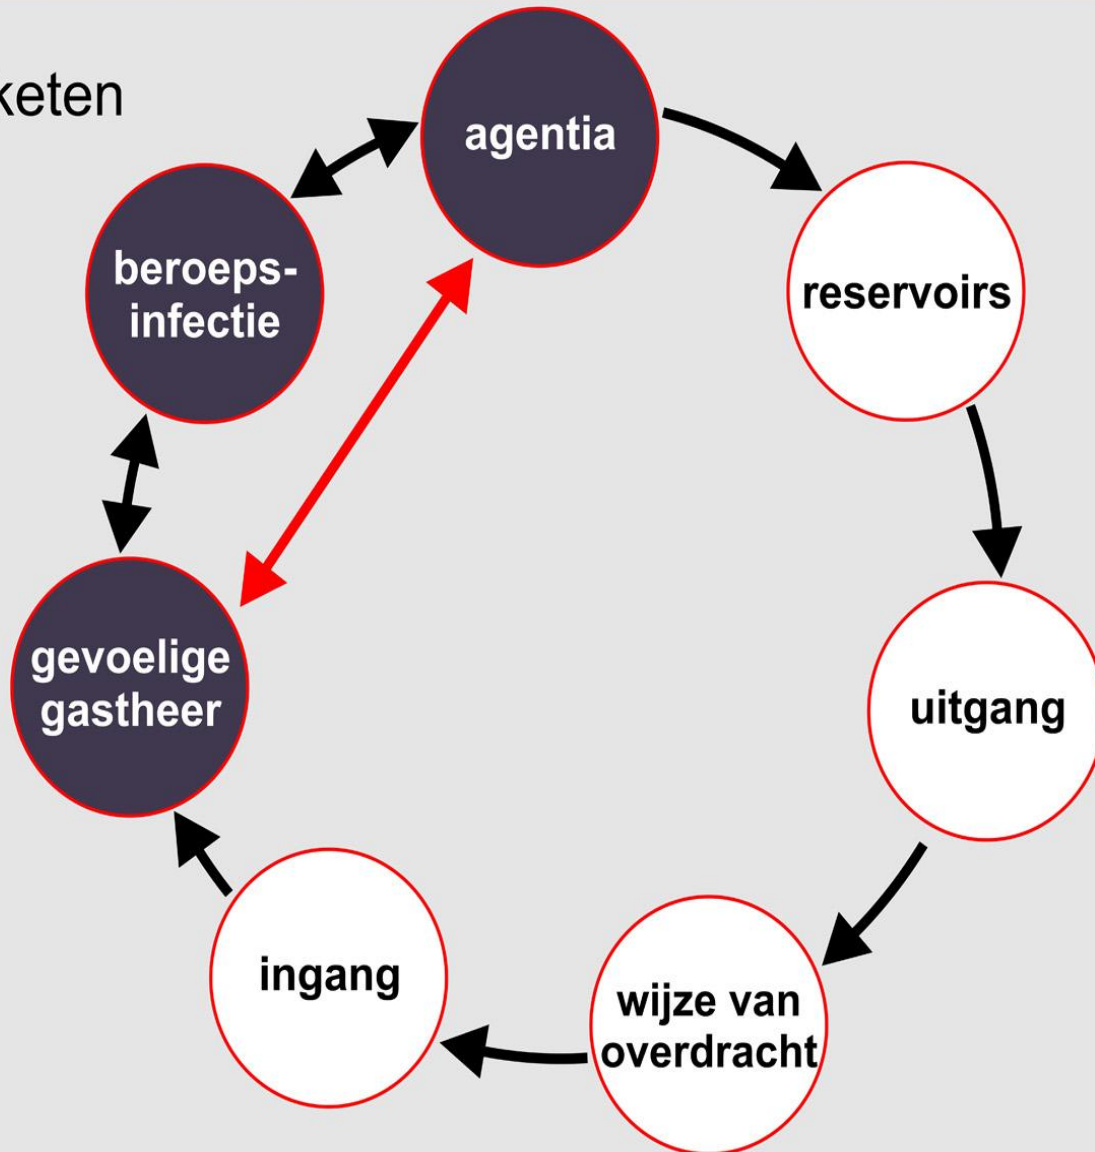 keten
agentia
beroeps-
infectie
reservoirs
gevoelige
gastheer
uitgang
ingang
wijze van
overdracht